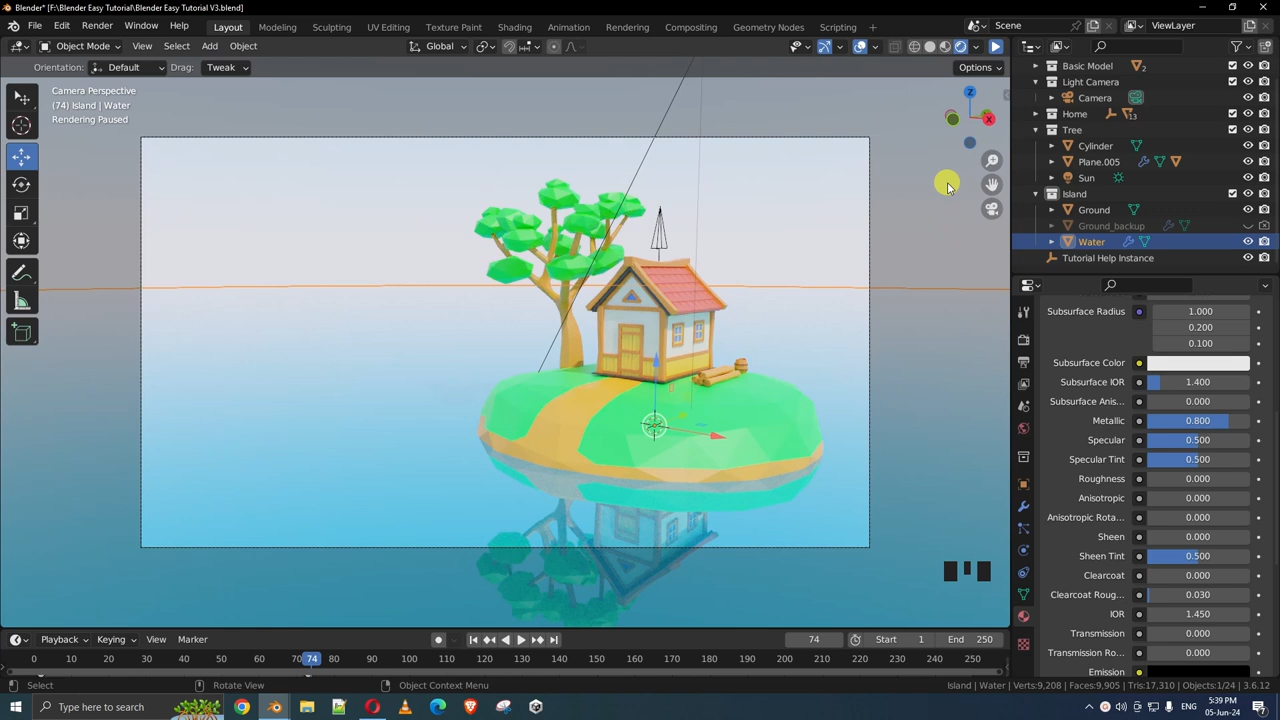 Blender* [F:\Blender Easy Tutorial\Blender Easy Tutorial V3.blend]
File Edit Render Window Help Layout Modeling Sculpting UV Editing Texture Paint Shading Animation Rendering Compositing Geometry Nodes Scripting + Scene ViewLayer
Object Mode View Select Add Object Global
Orientation: Default Drag: Tweak Options
Camera Perspective
(74) Island | Water
Rendering Paused
Z
X
Basic Model 2
Light Camera
Camera
Home 13
Tree
Cylinder
Plane.005
Sun
Island
Ground
Ground_backup
Water
Tutorial Help Instance
Subsurface Radius 1.000
0.200
0.100
Subsurface Color
Subsurface IOR 1.400
Subsurface Anis... 0.000
Metallic 0.800
Specular 0.500
Specular Tint 0.500
Roughness 0.000
Anisotropic 0.000
Anisotropic Rota... 0.000
Sheen 0.000
Sheen Tint 0.500
Clearcoat 0.000
Clearcoat Roug... 0.030
IOR 1.450
Transmission 0.000
Transmission Ro... 0.000
Emission
Playback Keying View Marker 74 Start 1 End 250
0 10 20 30 40 50 60 70 74 80 90 100 110 120 130 140 150 160 170 180 190 200 210 220 230 240 250
Select Rotate View Object Context Menu Island | Water | Verts:9,208 | Faces:9,905 | Tris:17,310 | Objects:1/24 | 3.6.12
Type here to search ENG 5:39 PM
05-Jun-24